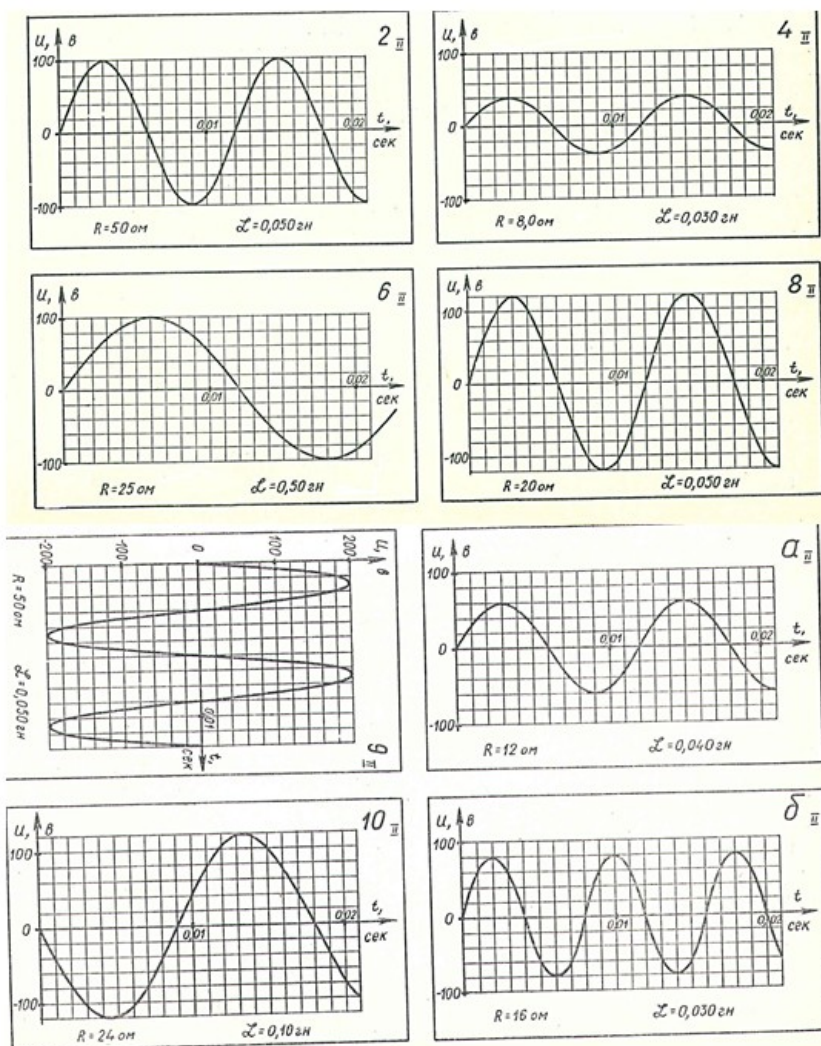 u, в
2 II
100
0
-100
0,01
0,02
t,
сек
R = 50 ом
L = 0,050 гн
u, в
4 II
100
0
-100
0,01
0,02
t,
сек
R = 8,0 ом
L = 0,030 гн
u, в
6 II
100
0
-100
0,01
0,02
t,
сек
R = 25 ом
L = 0,50 гн
u, в
8 II
100
0
-100
0,01
0,02
t,
сек
R = 20 ом
L = 0,050 гн
-200
-100
0
100
200
u, в
R = 50 ом
L = 0,050 гн
0,01
t,
сек
9 II
u, в
а II
100
0
-100
0,01
0,02
t,
сек
R = 12 ом
L = 0,040 гн
u, в
10 II
100
0
-100
0,01
0,02
t,
сек
R = 24 ом
L = 0,10 гн
u, в
б II
100
0
-100
0,01
0,02
t,
сек
R = 16 ом
L = 0,030 гн